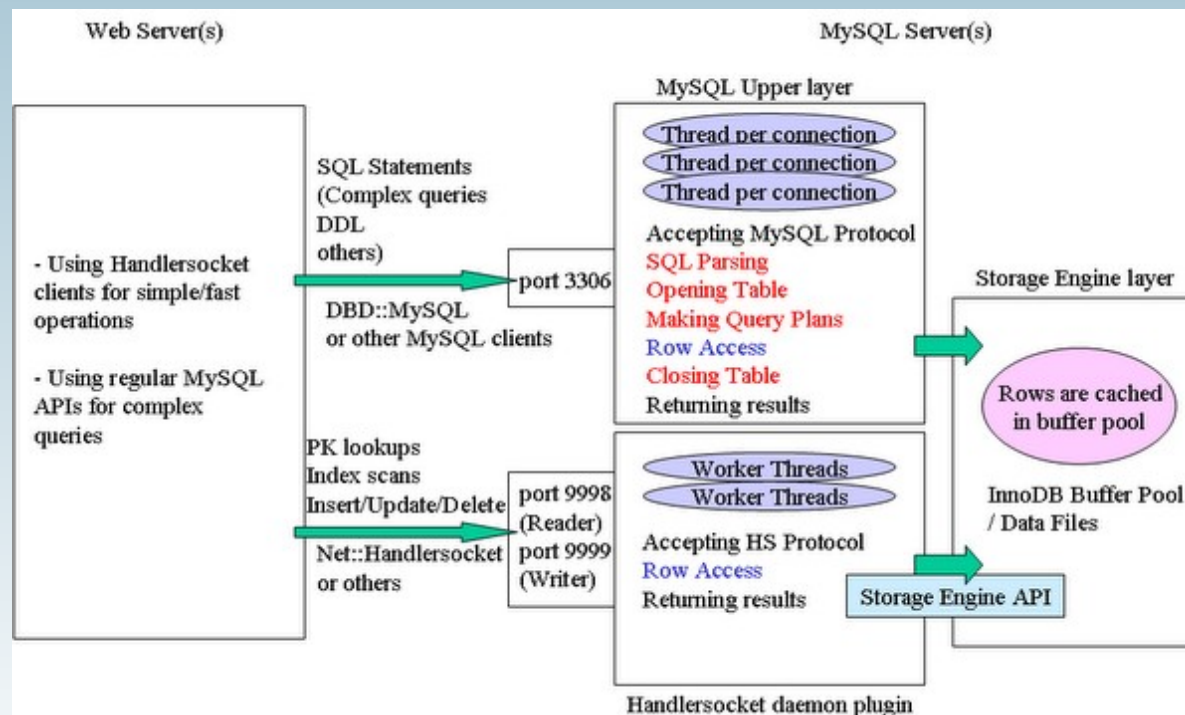 Web Server(s)
MySQL Server(s)
- Using Handlersocket
clients for simple/fast
operations
- Using regular MySQL
APIs for complex
queries
SQL Statements
(Complex queries
DDL
others)
DBD::MySQL
or other MySQL clients
PK lookups
Index scans
Insert/Update/Delete
Net::Handlersocket
or others
port 3306
port 9998
(Reader)
port 9999
(Writer)
MySQL Upper layer
Thread per connection
Thread per connection
Thread per connection
Accepting MySQL Protocol
SQL Parsing
Opening Table
Making Query Plans
Row Access
Closing Table
Returning results
Worker Threads
Worker Threads
Accepting HS Protocol
Row Access
Returning results
Handlersocket daemon plugin
Storage Engine API
Storage Engine layer
Rows are cached
in buffer pool
InnoDB Buffer Pool
/ Data Files